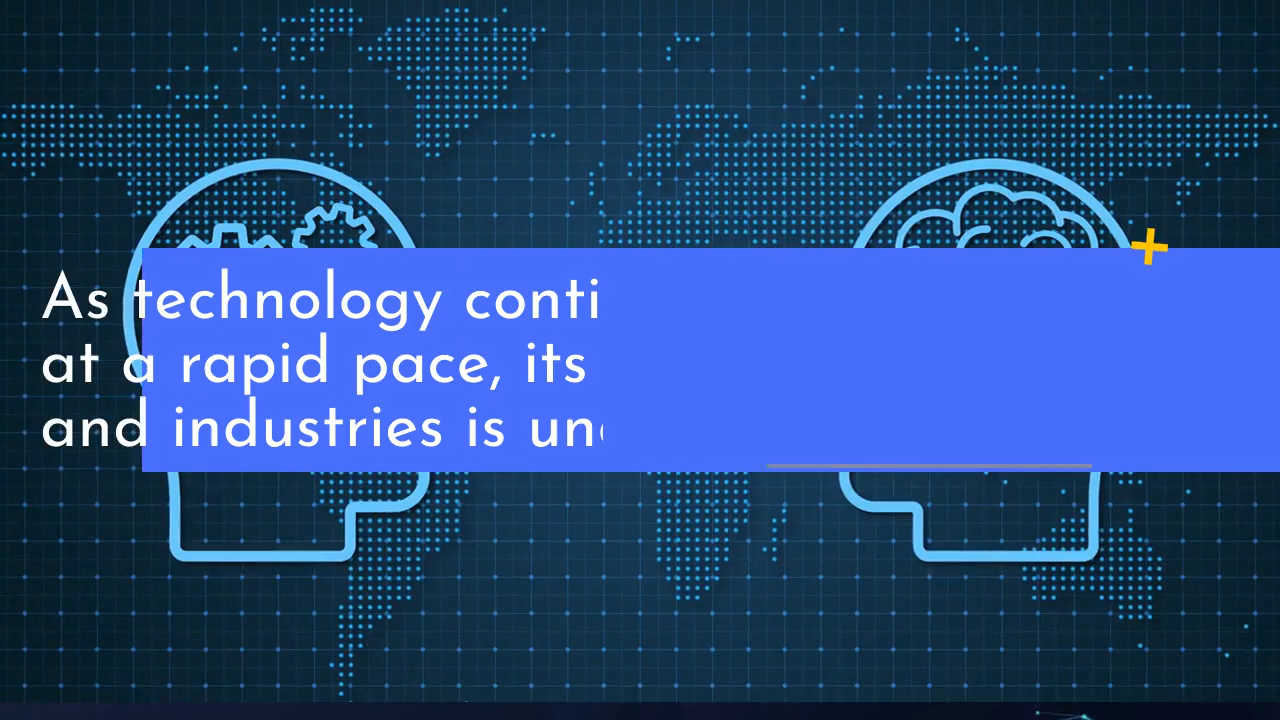 As technology conti
at a rapid pace, its
and industries is un